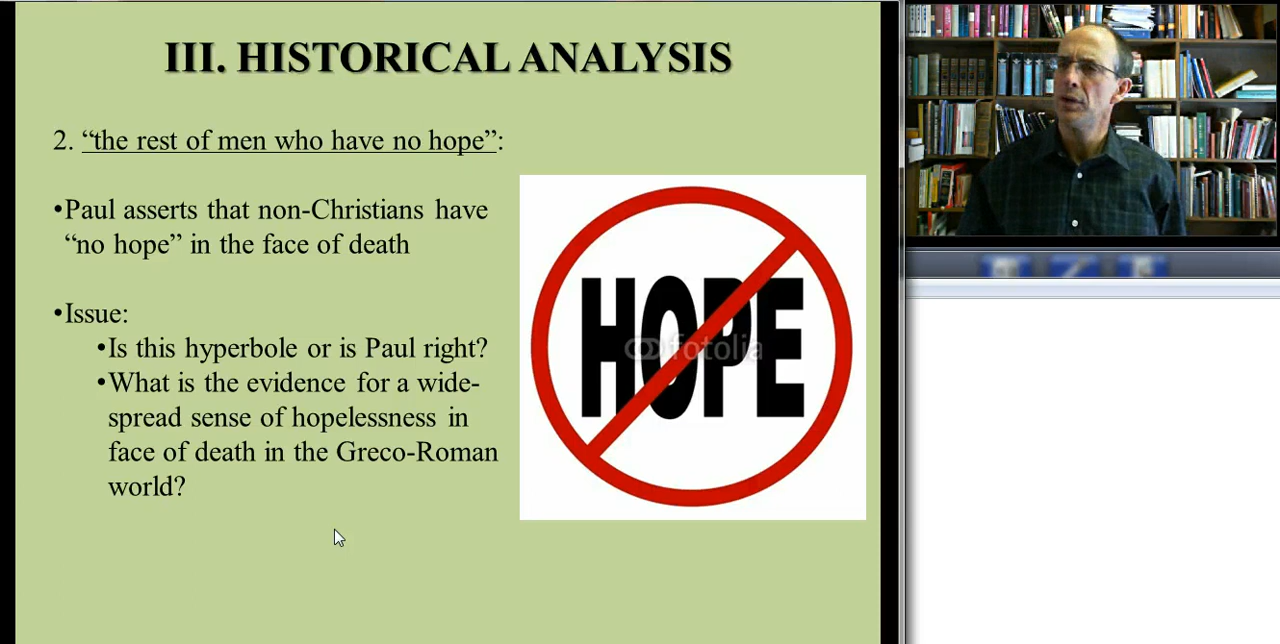 III. HISTORICAL ANALYSIS
2. “the rest of men who have no hope”:
•Paul asserts that non-Christians have
“no hope” in the face of death
•Issue:
•Is this hyperbole or is Paul right?
•What is the evidence for a wide-
spread sense of hopelessness in
face of death in the Greco-Roman
world?
HOPE
fotolia